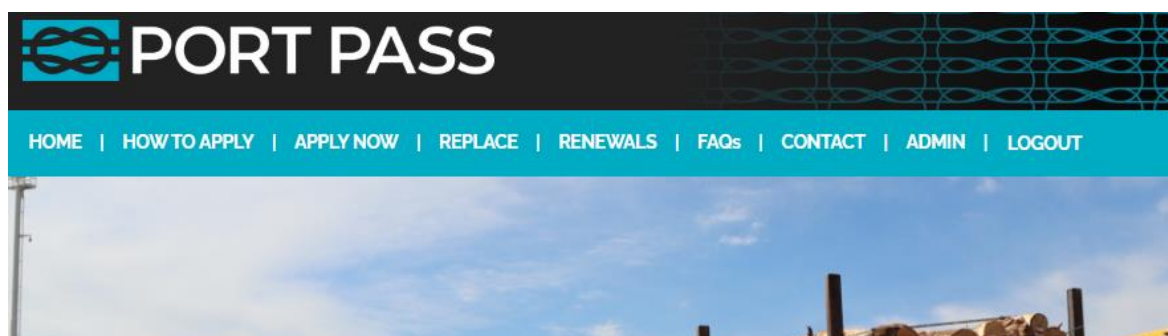 PORT PASS
HOME | HOW TO APPLY | APPLY NOW | REPLACE | RENEWALS | FAQs | CONTACT | ADMIN | LOGOUT